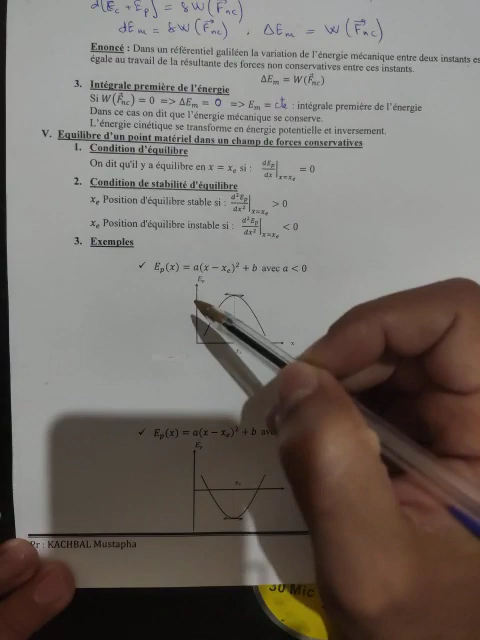 d[Ec + Ep] = δW(F⃗nc)
dEm = δW(F⃗nc), ΔEm = W(F⃗nc)
Enoncé : Dans un référentiel galiléen la variation de l'énergie mécanique entre deux instants
égale au travail de la résultante des forces non conservatives entre ces instants.
ΔEm = W(F⃗nc)
3. Intégrale première de l'énergie
Si W(F⃗nc) = 0 => ΔEm = 0 => Em = cte : intégrale première de l'énergie
Dans ce cas on dit que l'énergie mécanique se conserve.
L'énergie cinétique se transforme en énergie potentielle et inversement.
V. Equilibre d'un point matériel dans un champ de forces conservatives
1. Condition d'équilibre
On dit qu'il y a équilibre en x = xe si : dEp/dx|x=xe = 0
2. Condition de stabilité d'équilibre
xe Position d'équilibre stable si : d²Ep/dx²|x=xe > 0
xe Position d'équilibre instable si : d²Ep/dx²|x=xe < 0
3. Exemples
✓ Ep(x) = a(x − xe)² + b avec a < 0
Ep
x
xe
✓ Ep(x) = a(x − xe)² + b
Ep
xe
Pr : KACHBAL Mustapha
30 Mic